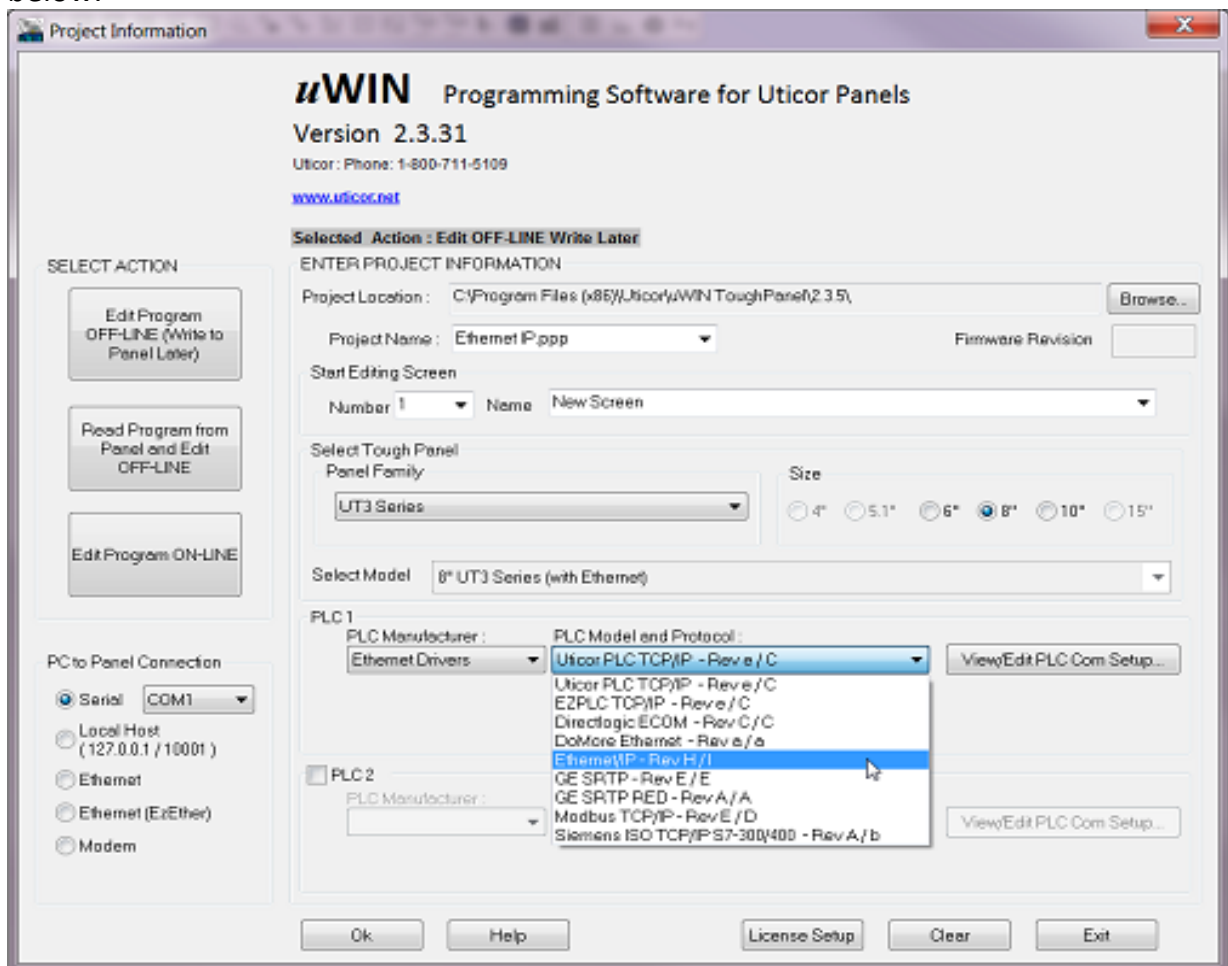 below.
Project Information
uWIN Programming Software for Uticor Panels
Version 2.3.31
Uticor: Phone: 1-800-711-5109
www.uticor.net
Selected Action : Edit OFF-LINE Write Later
SELECT ACTION
Edit Program
OFF-LINE (Write to
Panel Later)
Read Program from
Panel and Edit
OFF-LINE
Edit Program ON-LINE
ENTER PROJECT INFORMATION
Project Location : C:\Program Files (x86)\Uticor\uWIN ToughPanel\2.3.5\ Browse...
Project Name : Ethernet IP.ppp Firmware Revision
Start Editing Screen
Number 1 Name New Screen
Select Tough Panel
Panel Family Size
UT3 Series 4" 5.1" 6" 8" 10" 15"
Select Model 8" UT3 Series (with Ethernet)
PLC 1
PLC Manufacturer : PLC Model and Protocol :
Ethernet Drivers Uticor PLC TCP/IP - Rev e / C View/Edit PLC Com Setup...
Uticor PLC TCP/IP - Rev e / C
EZPLC TCP/IP - Rev e / C
Directlogic ECOM - Rev C / C
DoMore Ethernet - Rev a / a
Ethernet/IP - Rev H / I
GE SRTP - Rev E / E
GE SRTP RED - Rev A / A
Modbus TCP/IP - Rev E / D
Siemens ISO TCP/IP S7-300/400 - Rev A / b
PC to Panel Connection
Serial COM1
Local Host
(127.0.0.1 / 10001 )
Ethernet
Ethernet (EzEther)
Modem
PLC 2
PLC Manufacturer :
View/Edit PLC Com Setup...
Ok Help License Setup Clear Exit